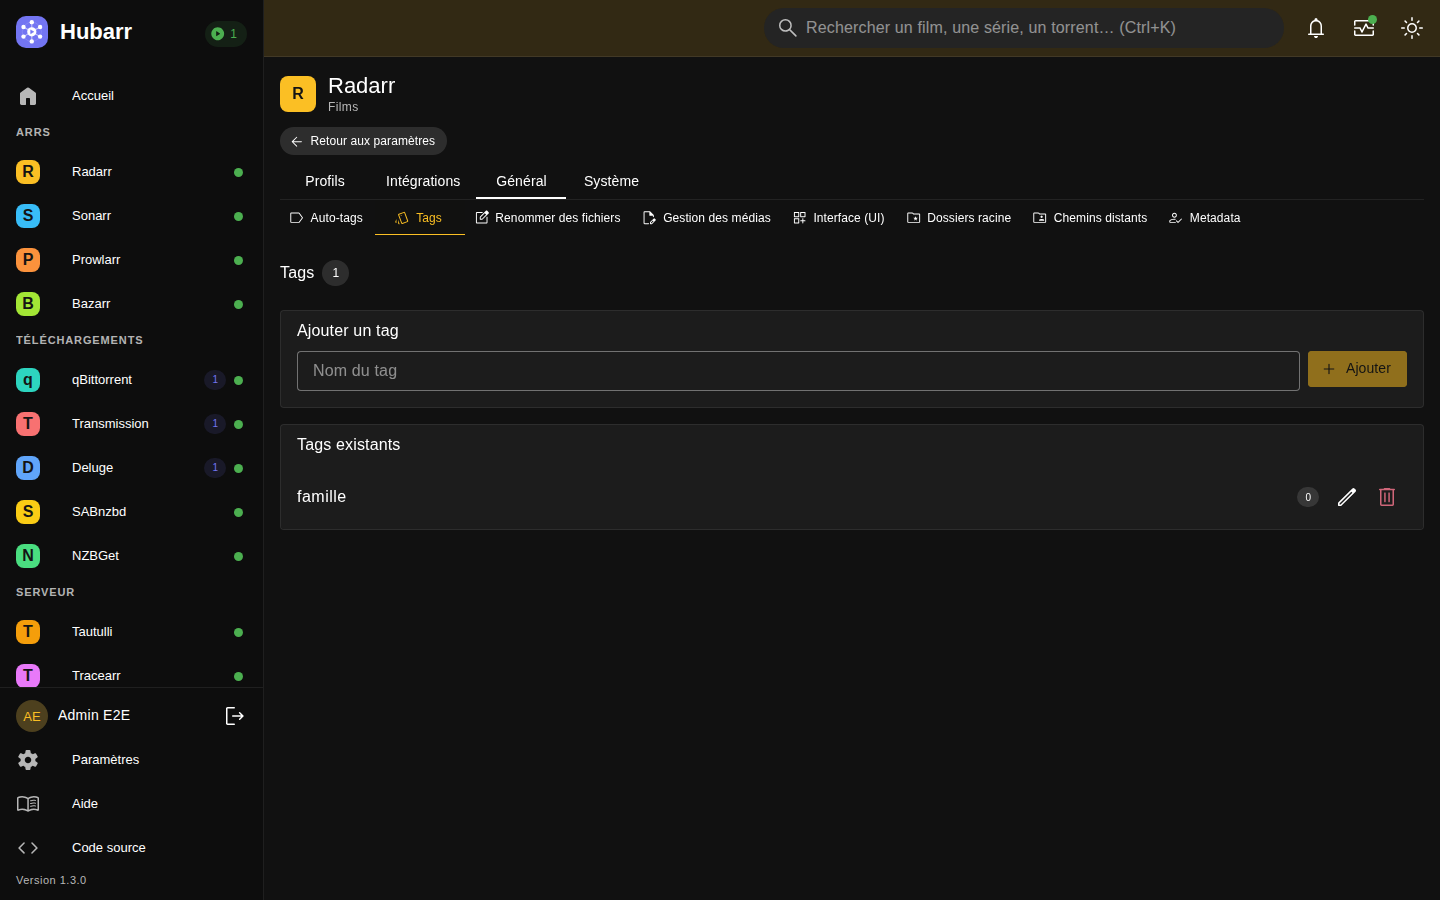 Hubarr
1
Rechercher un film, une série, un torrent… (Ctrl+K)
Accueil
ARRS
R Radarr
S Sonarr
P Prowlarr
B Bazarr
TÉLÉCHARGEMENTS
q qBittorrent 1
T Transmission 1
D Deluge 1
S SABnzbd
N NZBGet
SERVEUR
T Tautulli
T Tracearr
AE Admin E2E
Paramètres
Aide
Code source
Version 1.3.0
R Radarr
Films
Retour aux paramètres
Profils Intégrations Général Système
Auto-tags Tags Renommer des fichiers Gestion des médias Interface (UI) Dossiers racine Chemins distants Metadata
Tags 1
Ajouter un tag
Nom du tag Ajouter
Tags existants
famille 0